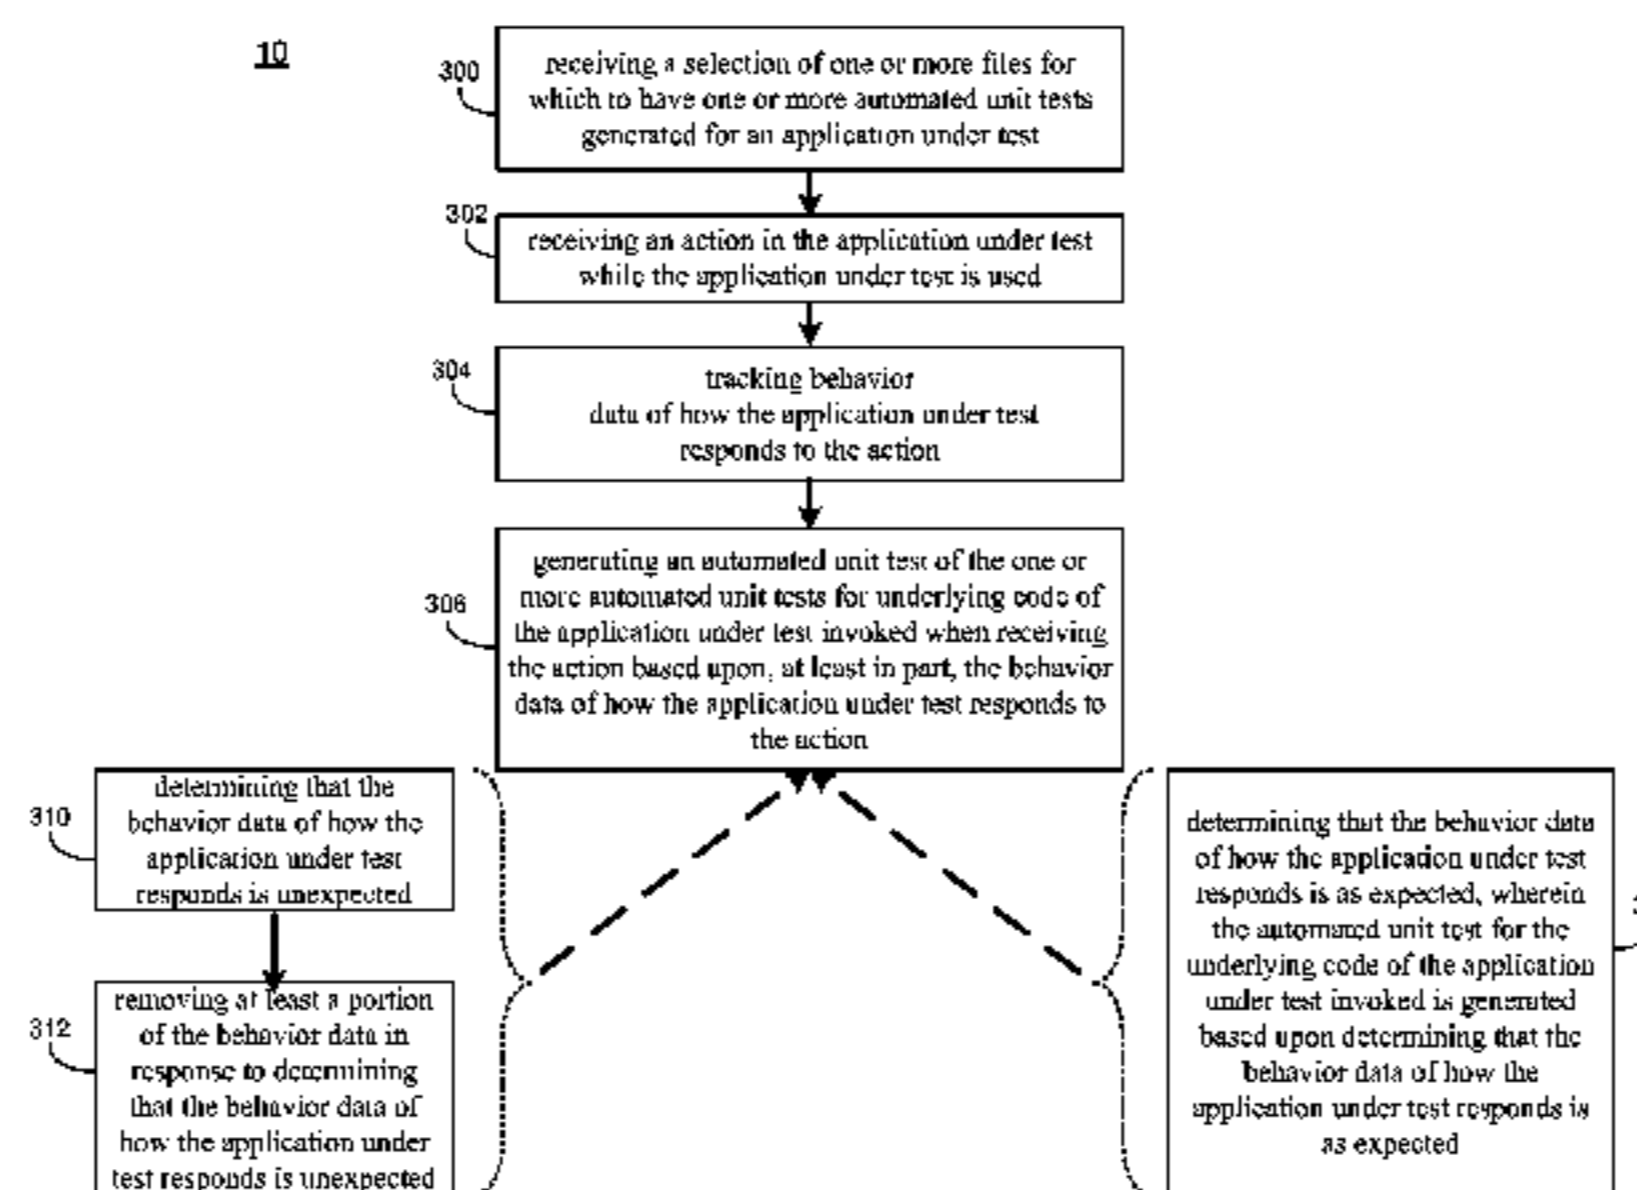 10
300
receiving a selection of one or more files for
which to have one or more automated unit tests
generated for an application under test
302
receiving an action in the application under test
while the application under test is used
304
tracking behavior
data of how the application under test
responds to the action
306
generating an automated unit test of the one or
more automated unit tests for underlying code of
the application under test invoked when receiving
the action based upon, at least in part, the behavior
data of how the application under test responds to
the action
310
determining that the
behavior data of how the
application under test
responds is unexpected
312
removing at least a portion
of the behavior data in
response to determining
that the behavior data of
how the application under
test responds is unexpected
determining that the behavior data
of how the application under test
responds is as expected, wherein
the automated unit test for the
underlying code of the application
under test invoked is generated
based upon determining that the
behavior data of how the
application under test responds is
as expected